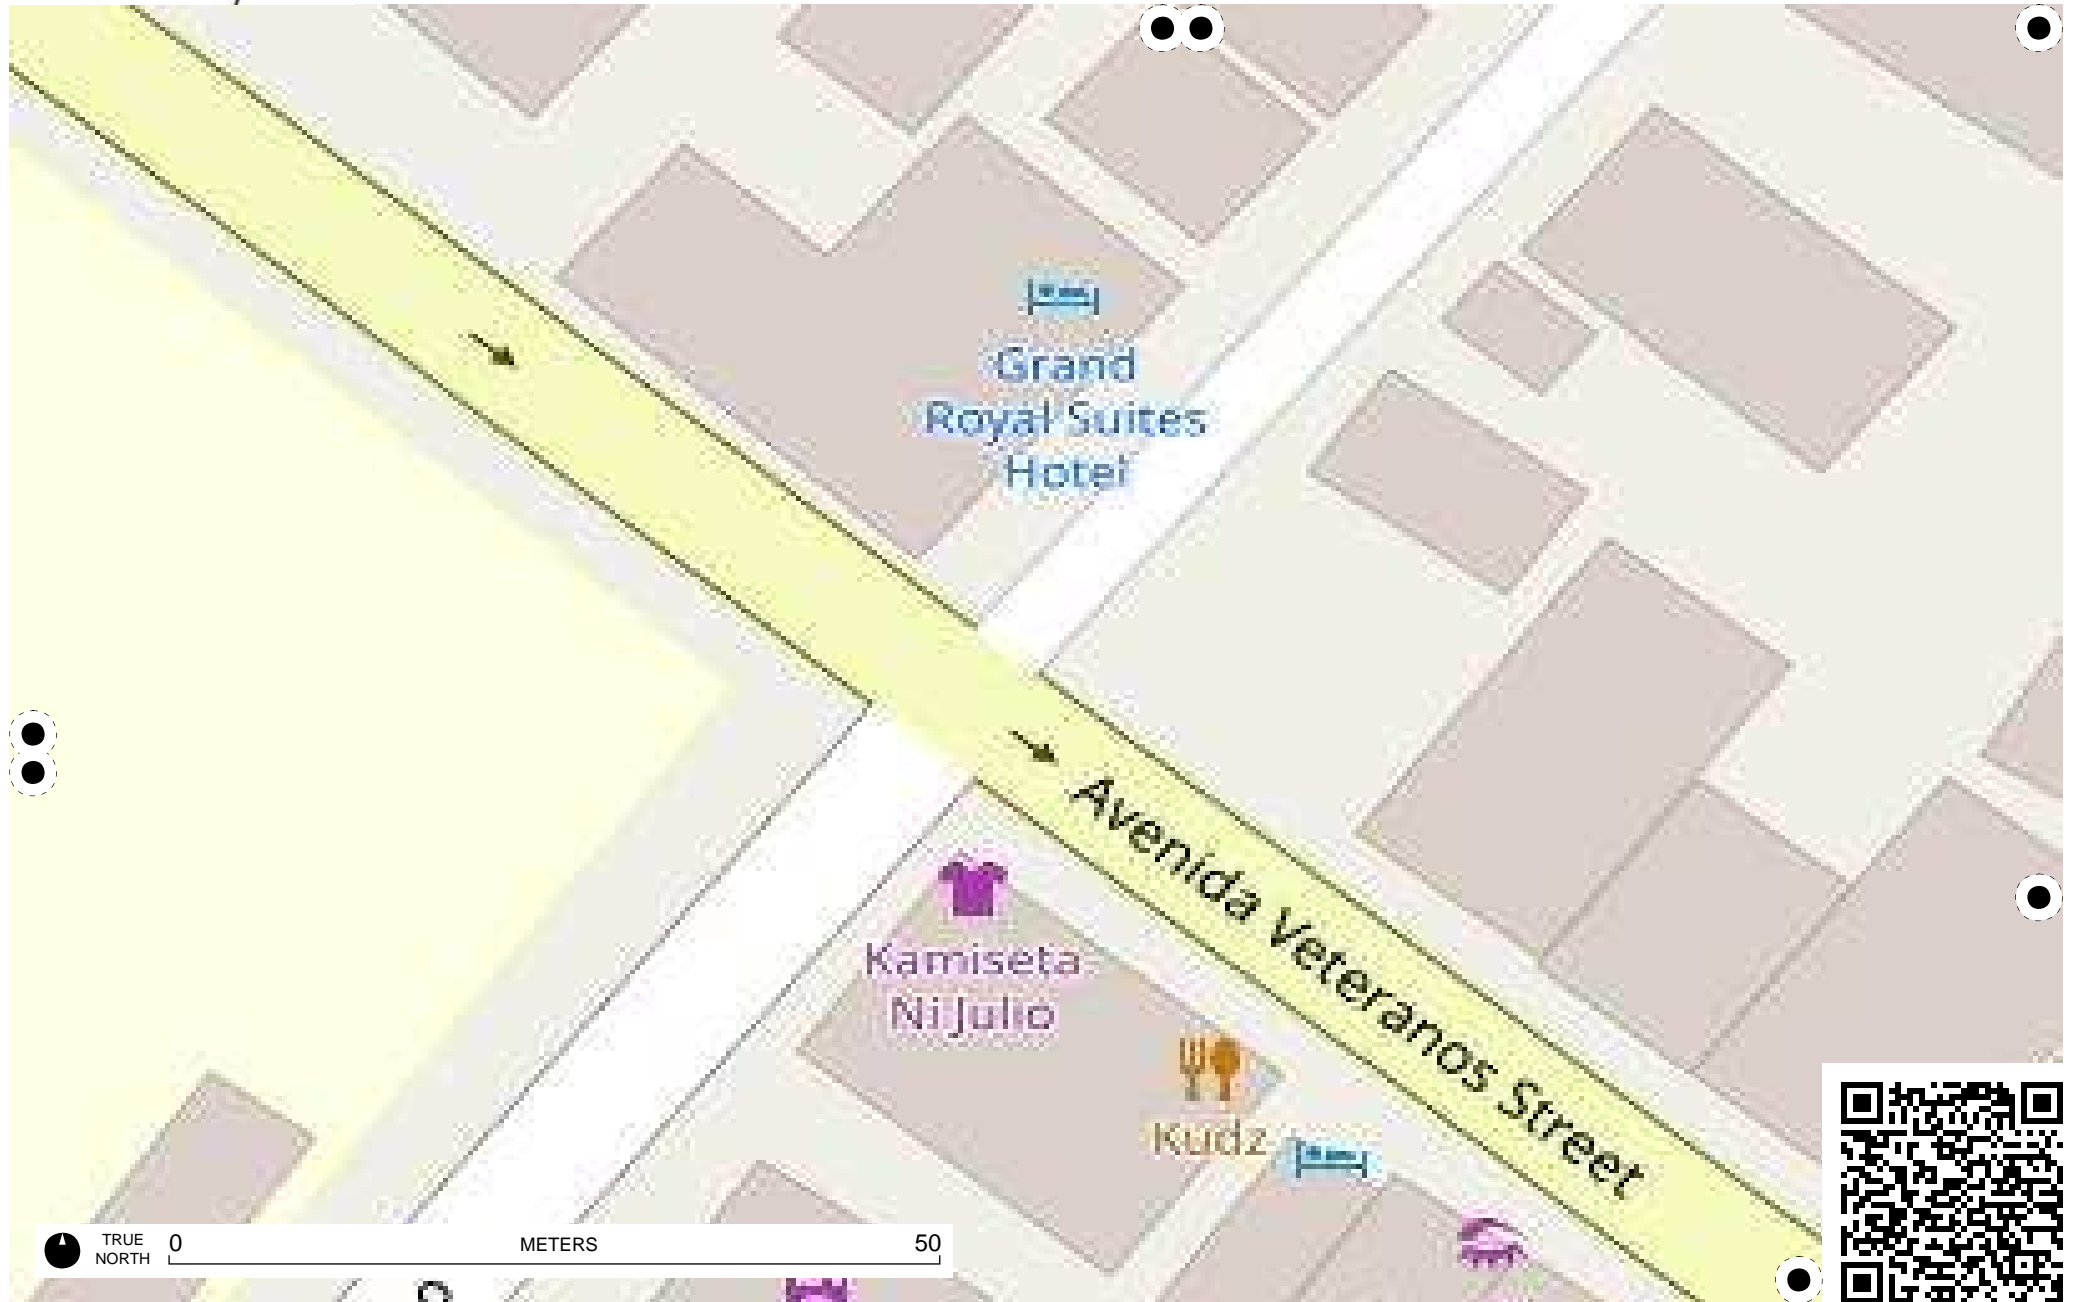 Grand
Royal Suites
Hotel
Avenida Veteranos Street
Kamiseta
Ni Julio
Kudz
TRUE
NORTH
0
METERS
50